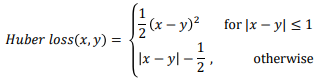 Huber loss(x, y) = { 1/2 (x − y)² for |x − y| ≤ 1
|x − y| − 1/2 , otherwise